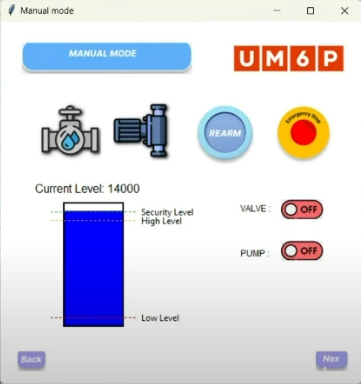 Manual mode
MANUAL MODE
UM6P
REARM
Emergency Stop
Current Level: 14000
Security Level
High Level
Low Level
VALVE :
OFF
PUMP :
OFF
Back
Nex